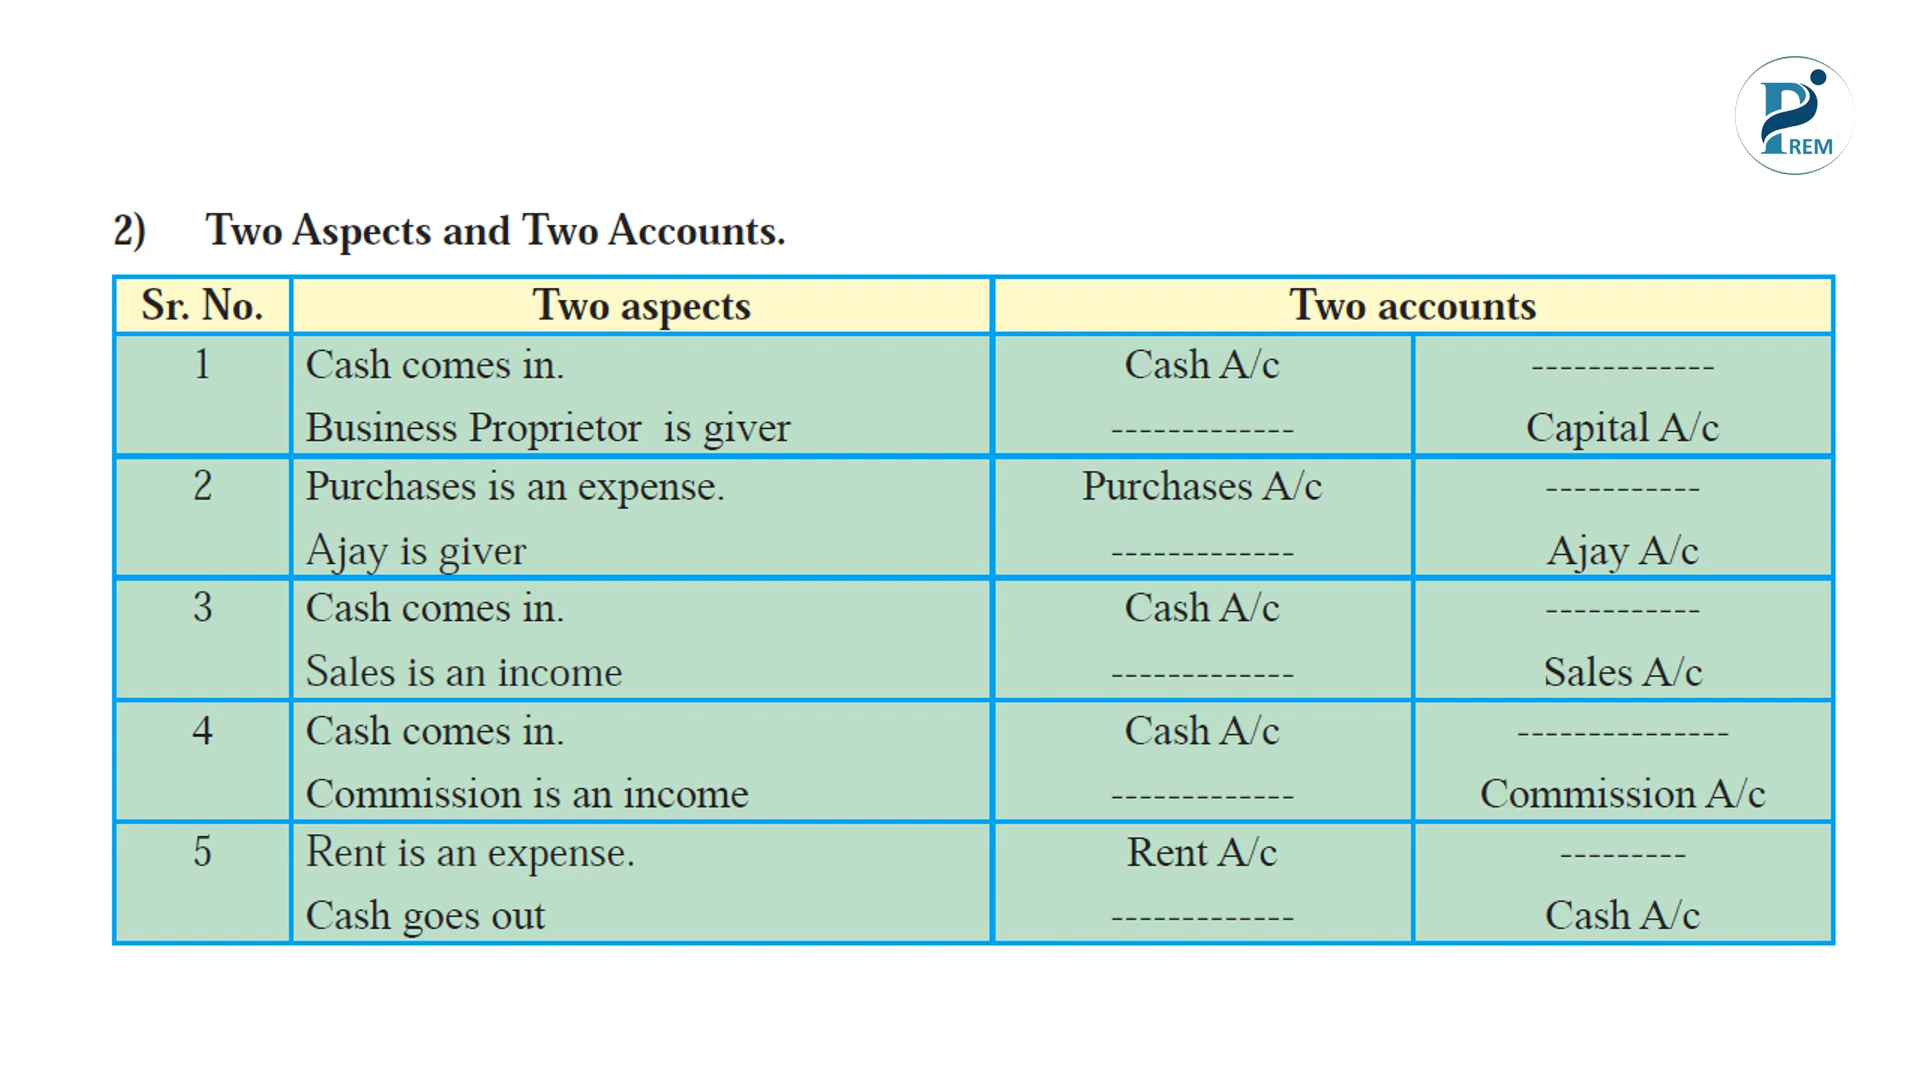 PREM
2) Two Aspects and Two Accounts.
Sr. No. Two aspects Two accounts
1 Cash comes in. Cash A/c -------------
Business Proprietor is giver ------------- Capital A/c
2 Purchases is an expense. Purchases A/c -----------
Ajay is giver ------------- Ajay A/c
3 Cash comes in. Cash A/c -----------
Sales is an income ------------- Sales A/c
4 Cash comes in. Cash A/c ---------------
Commission is an income ------------- Commission A/c
5 Rent is an expense. Rent A/c ---------
Cash goes out ------------- Cash A/c